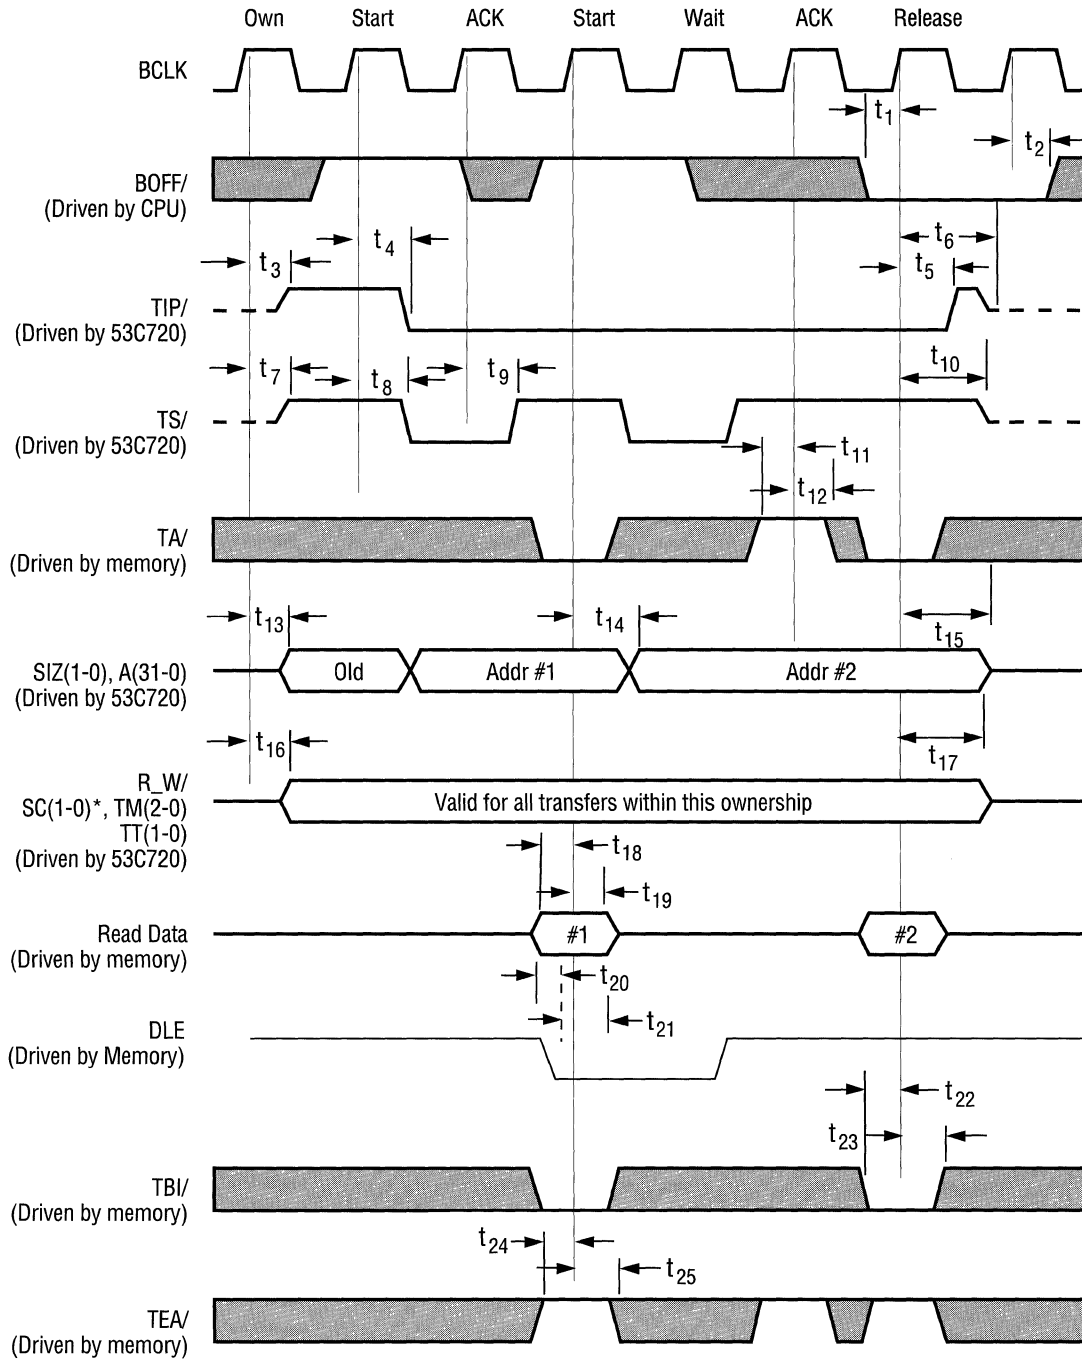 Own Start ACK Start Wait ACK Release
BCLK
t1
t2
BOFF/
(Driven by CPU)
t3 t4 t6
t5
TIP/
(Driven by 53C720)
t7 t8 t9 t10
TS/
(Driven by 53C720)
t11
t12
TA/
(Driven by memory)
t13 t14 t15
SIZ(1-0), A(31-0) Old Addr #1 Addr #2
(Driven by 53C720)
t16 t17
R_W/
SC(1-0)*, TM(2-0) Valid for all transfers within this ownership
TT(1-0)
(Driven by 53C720)
t18
t19
Read Data #1 #2
(Driven by memory)
t20
t21
DLE
(Driven by Memory)
t22
t23
TBI/
(Driven by memory)
t24
t25
TEA/
(Driven by memory)